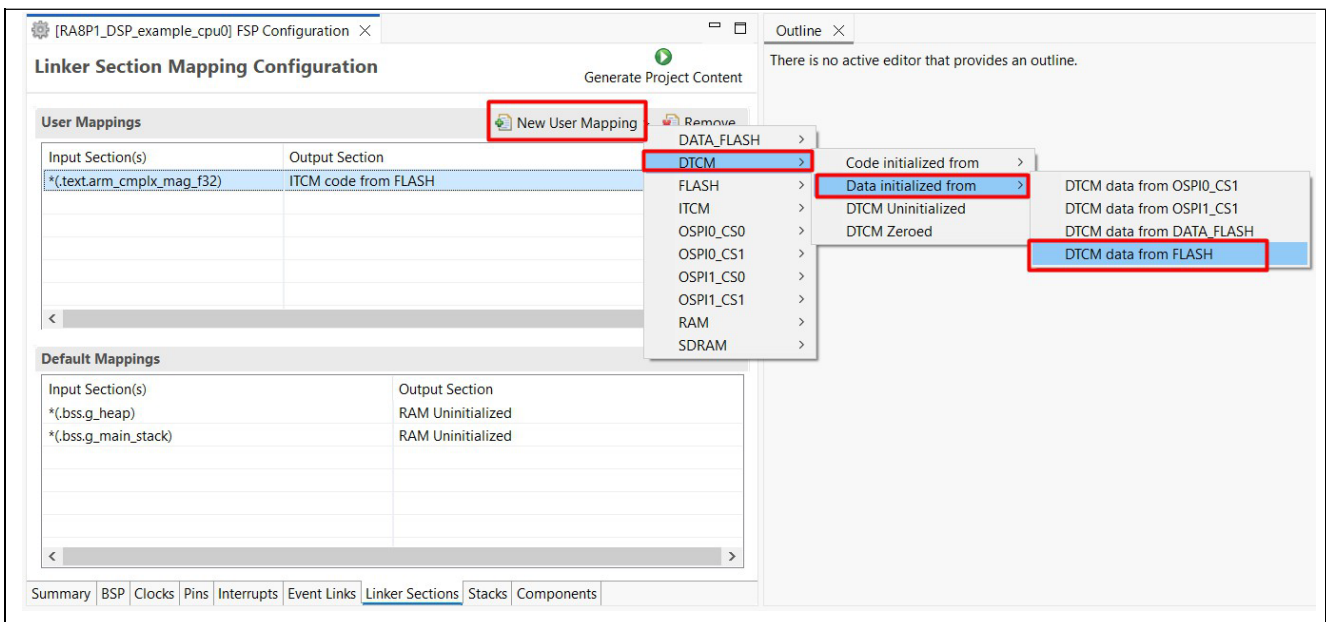 [RA8P1_DSP_example_cpu0] FSP Configuration
Outline
Linker Section Mapping Configuration
Generate Project Content
There is no active editor that provides an outline.
User Mappings
New User Mapping
Remove
Input Section(s) Output Section
*(.text.arm_cmplx_mag_f32) ITCM code from FLASH
DATA_FLASH
DTCM
FLASH
ITCM
OSPI0_CS0
OSPI0_CS1
OSPI1_CS0
OSPI1_CS1
RAM
SDRAM
Code initialized from
Data initialized from
DTCM Uninitialized
DTCM Zeroed
DTCM data from OSPI0_CS1
DTCM data from OSPI1_CS1
DTCM data from DATA_FLASH
DTCM data from FLASH
Default Mappings
Input Section(s) Output Section
*(.bss.g_heap) RAM Uninitialized
*(.bss.g_main_stack) RAM Uninitialized
Summary BSP Clocks Pins Interrupts Event Links Linker Sections Stacks Components